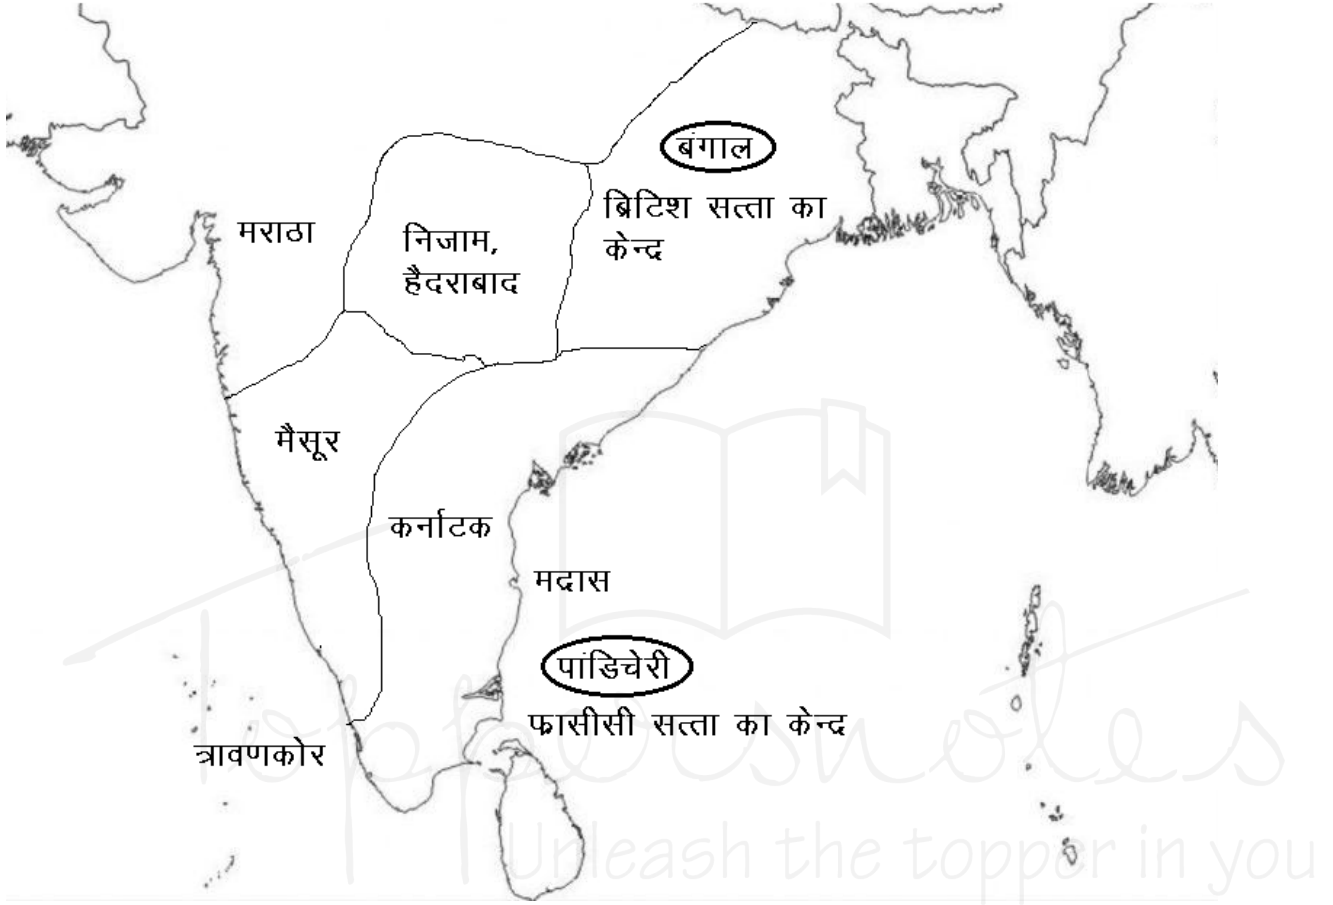 बंगाल
ब्रिटिश सत्ता का
केन्द
मराठा
निजाम,
हैदराबाद
मैसूर
कर्नाटक
मद्रास
पांडिचेरी
फ्रासीसी सत्ता का केन्द
त्रावणकोर
Toppersnotes
Unleash the topper in you